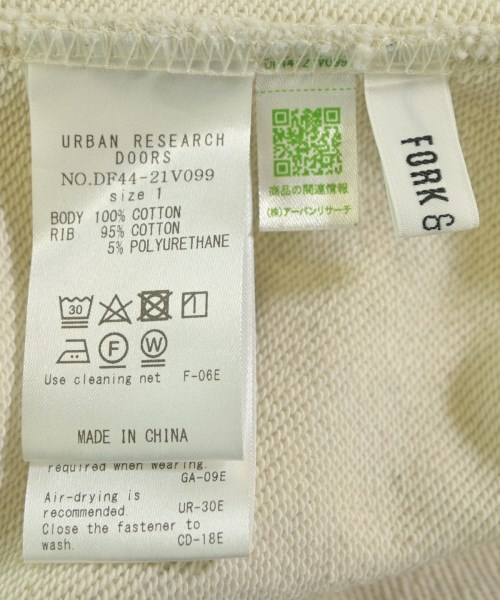 URBAN RESEARCH
DOORS
NO.DF44-21V099
size 1
BODY 100% COTTON
RIB 95% COTTON
5% POLYURETHANE
30
F
W
Use cleaning net F-06E
MADE IN CHINA
required when wearing.
GA-09E
Air-drying is
recommended. UR-30E
Close the fastener to
wash. CD-18E
DF44-21V099
商品の関連情報
(株)アーバンリサーチ
FORK &